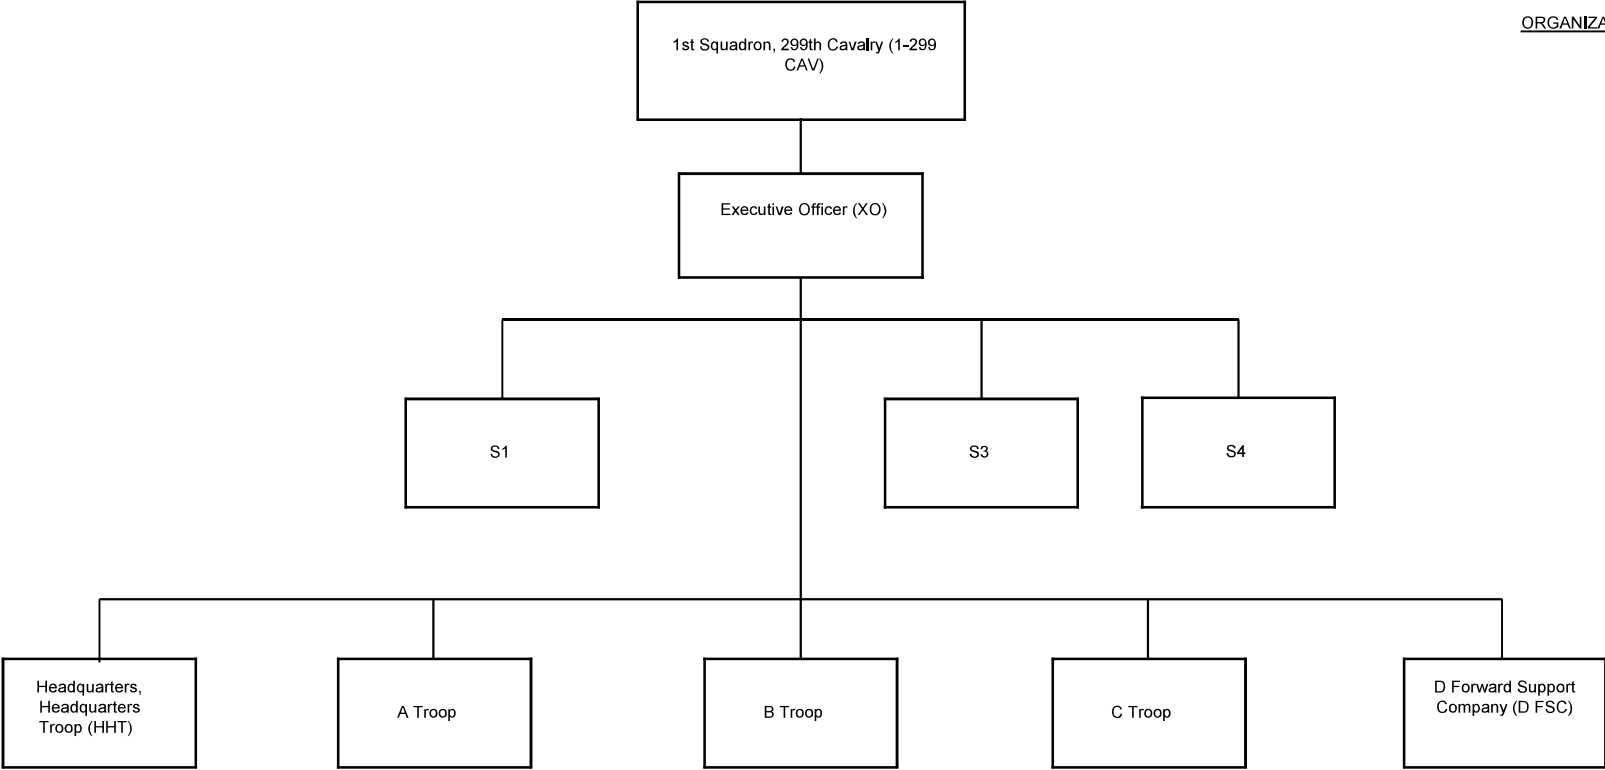 ORGANIZA
1st Squadron, 299th Cavalry (1-299
CAV)
Executive Officer (XO)
S1
S3
S4
Headquarters,
Headquarters
Troop (HHT)
A Troop
B Troop
C Troop
D Forward Support
Company (D FSC)